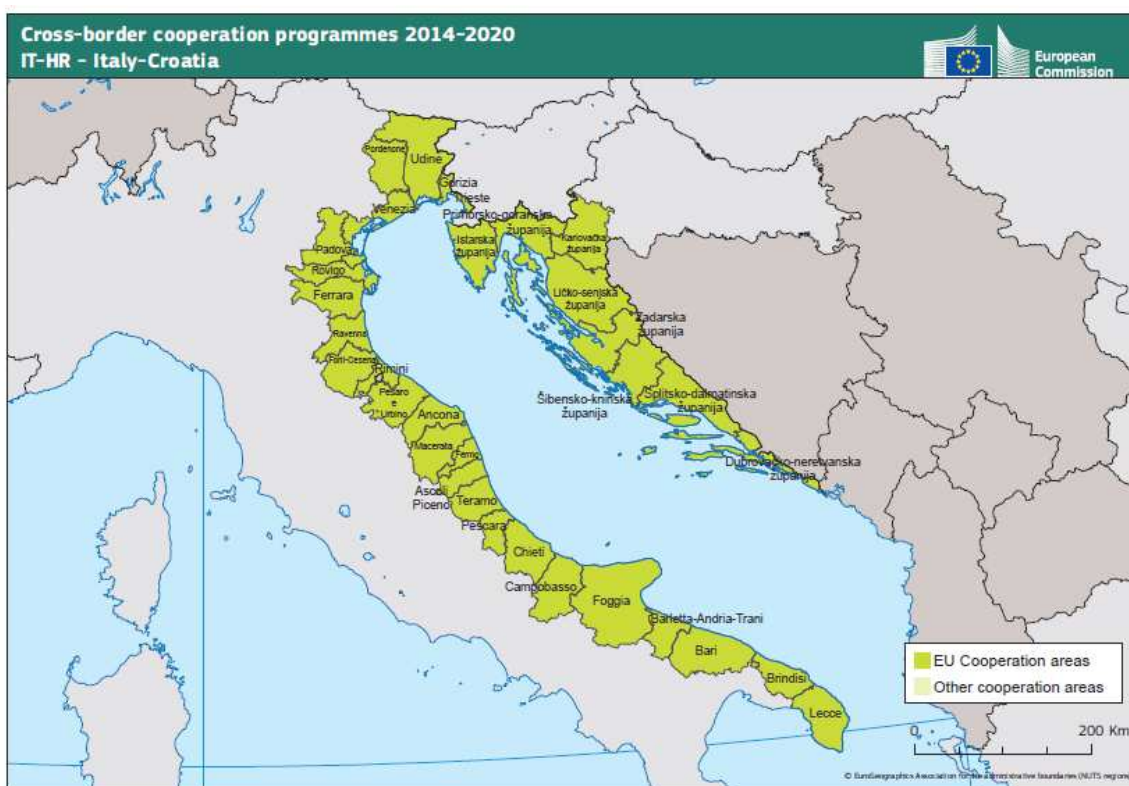 Cross-border cooperation programmes 2014-2020
IT-HR - Italy-Croatia
European
Commission
Pordenone
Udine
Gorizia
Trieste
Venezia
Primorsko-goranska
županija
Istarska
županija
Karlovačka
županija
Padova
Rovigo
Ferrara
Ličko-senjska
županija
Zadarska
županija
Ravenna
Forlì-Cesena
Rimini
Pesaro
e
Urbino
Ancona
Šibensko-kninska
županija
Splitsko-dalmatinska
županija
Macerata
Fermo
Dubrovačko-neretvanska
županija
Ascoli
Piceno
Teramo
Pescara
Chieti
Campobasso
Foggia
Barletta-Andria-Trani
Bari
Brindisi
Lecce
EU Cooperation areas
Other cooperation areas
0 200 Km
© EuroGeographics Association for the administrative boundaries (NUTS regions